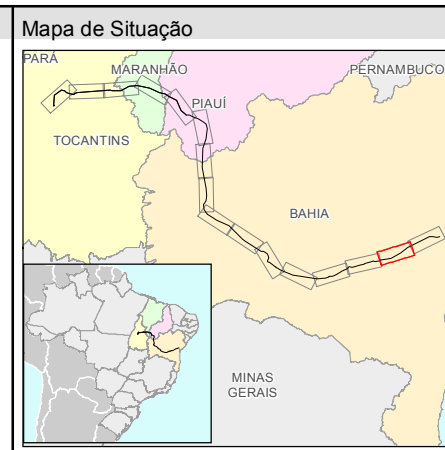 Mapa de Situação
PARÁ
MARANHÃO
PERNAMBUCO
PIAUÍ
TOCANTINS
BAHIA
MINAS
GERAIS